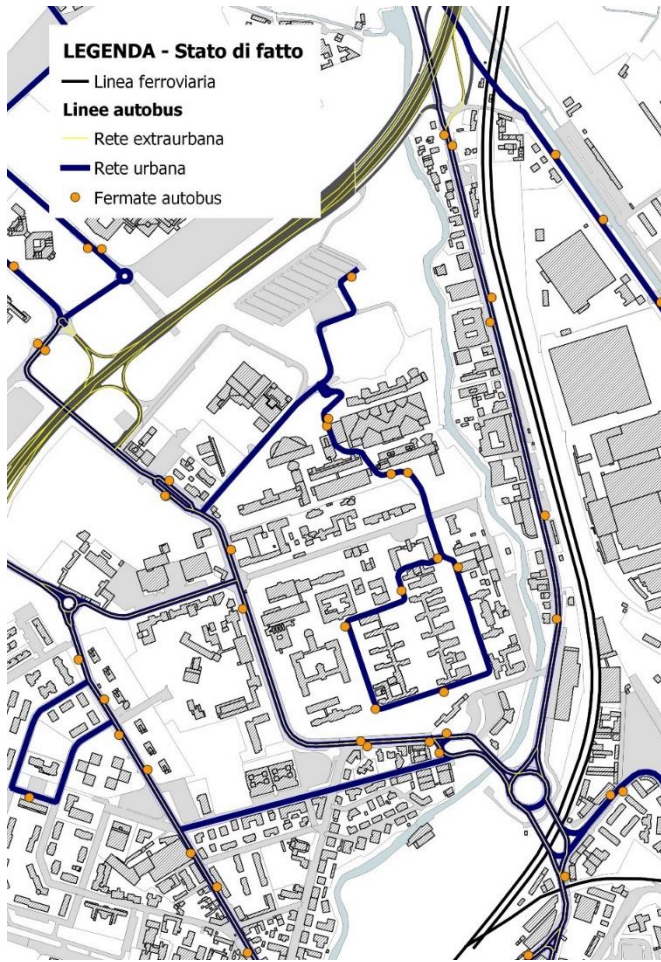 LEGENDA - Stato di fatto
Linea ferroviaria
Linee autobus
Rete extraurbana
Rete urbana
Fermate autobus